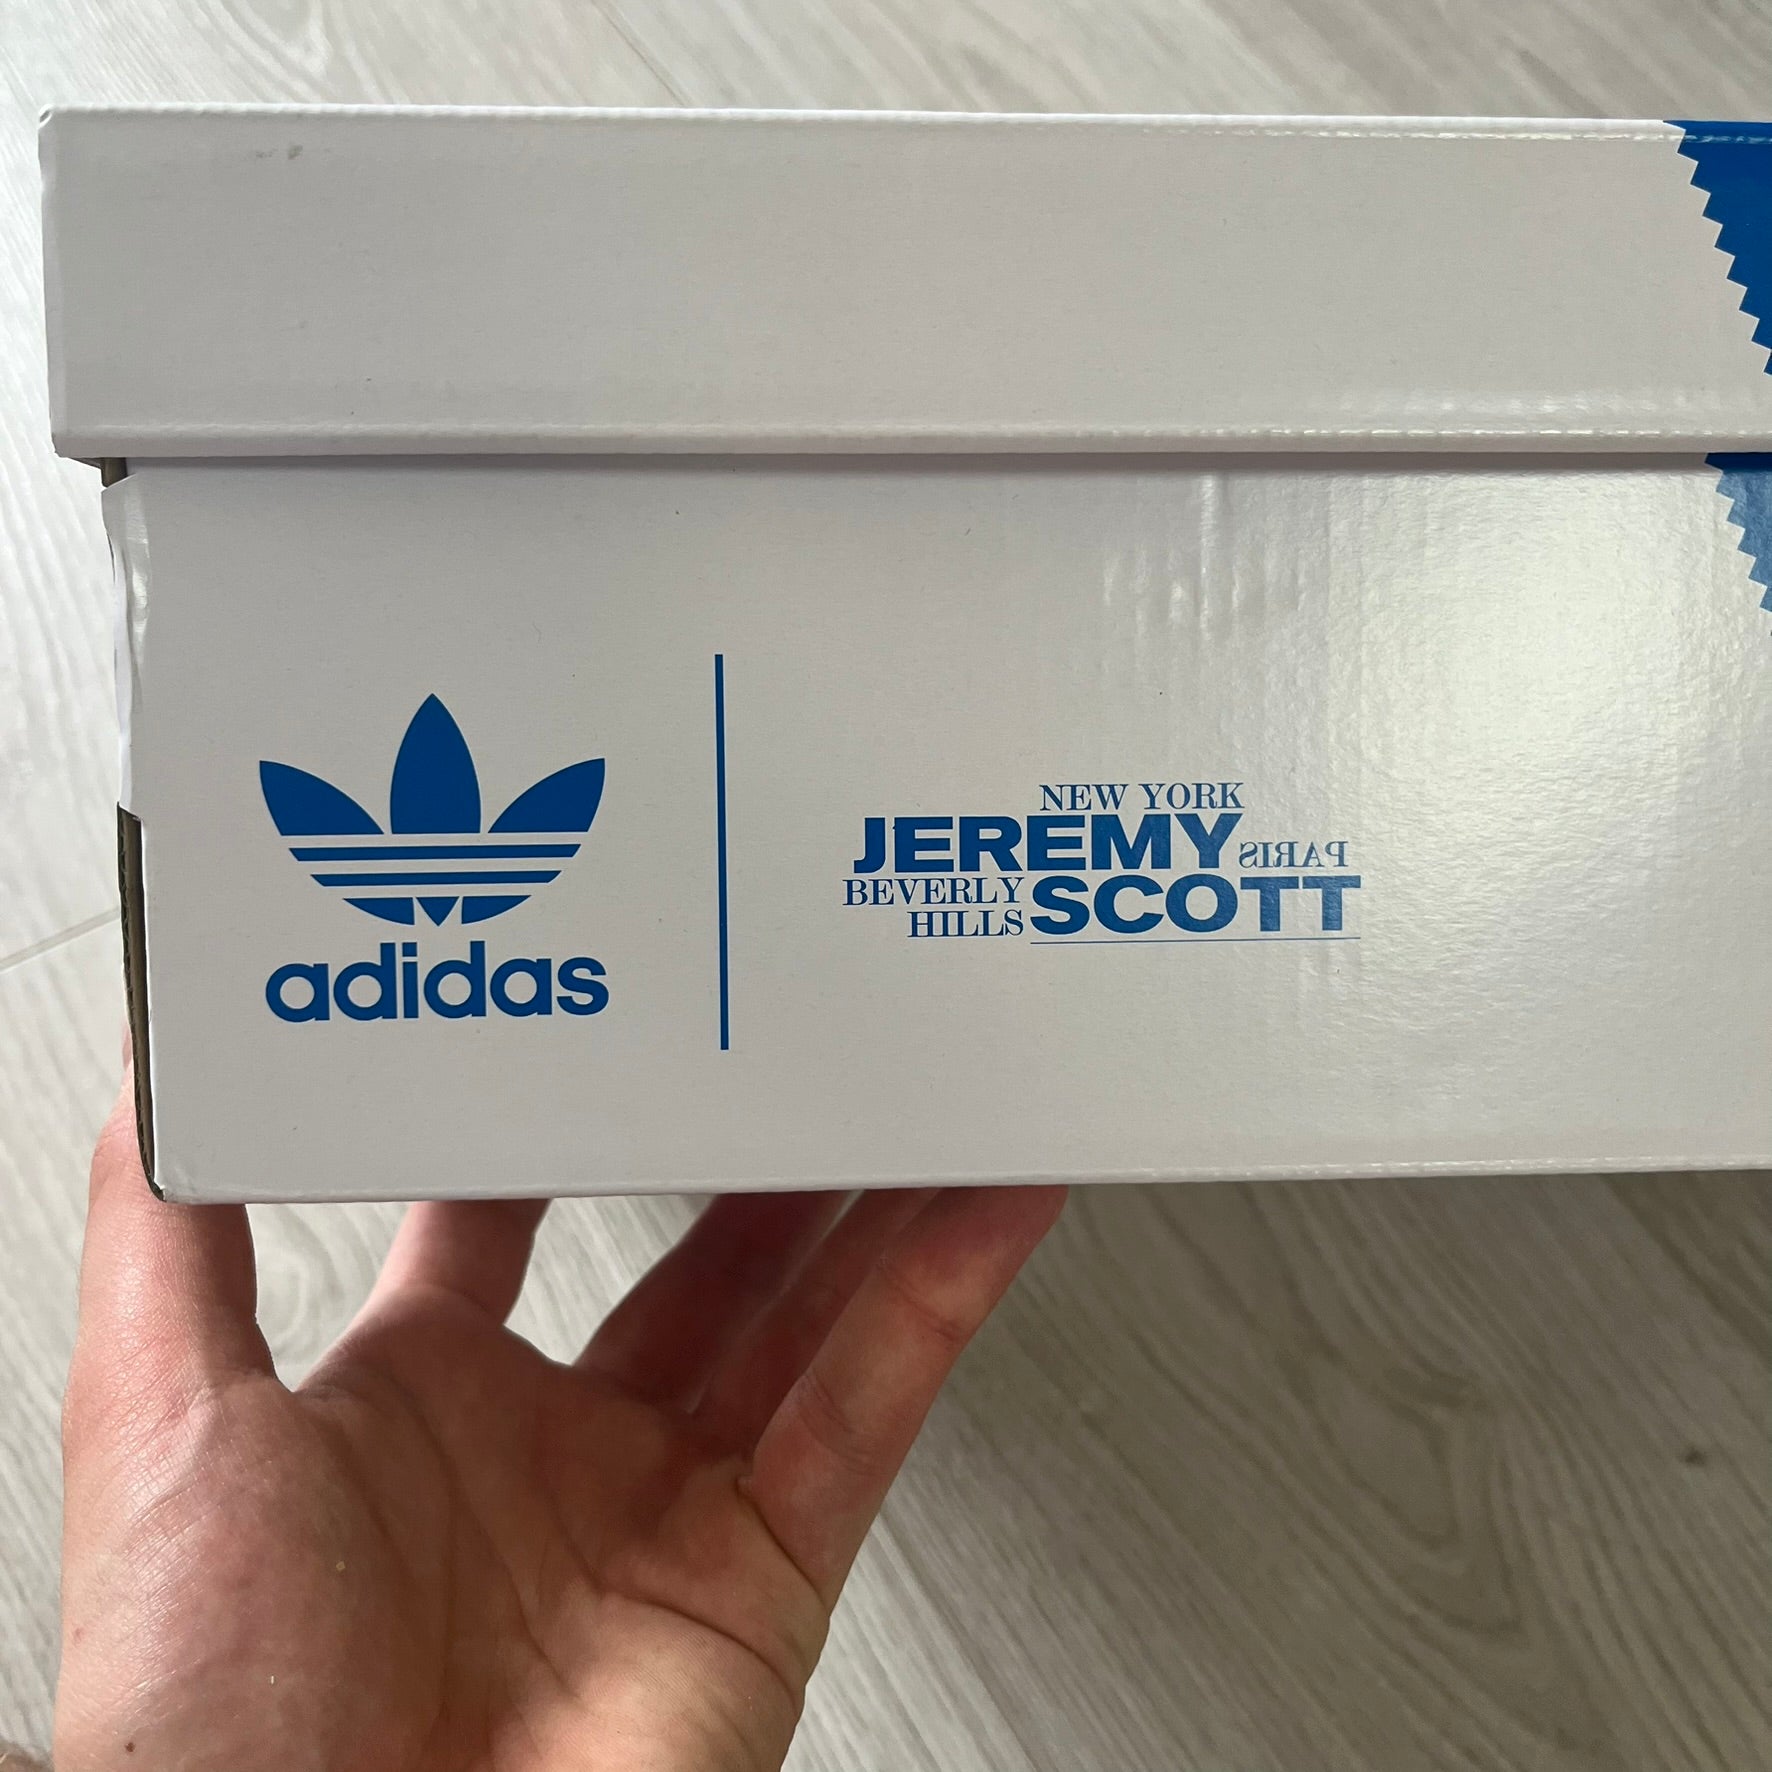 adidas
NEW YORK
JEREMY PARIS
BEVERLY HILLS SCOTT